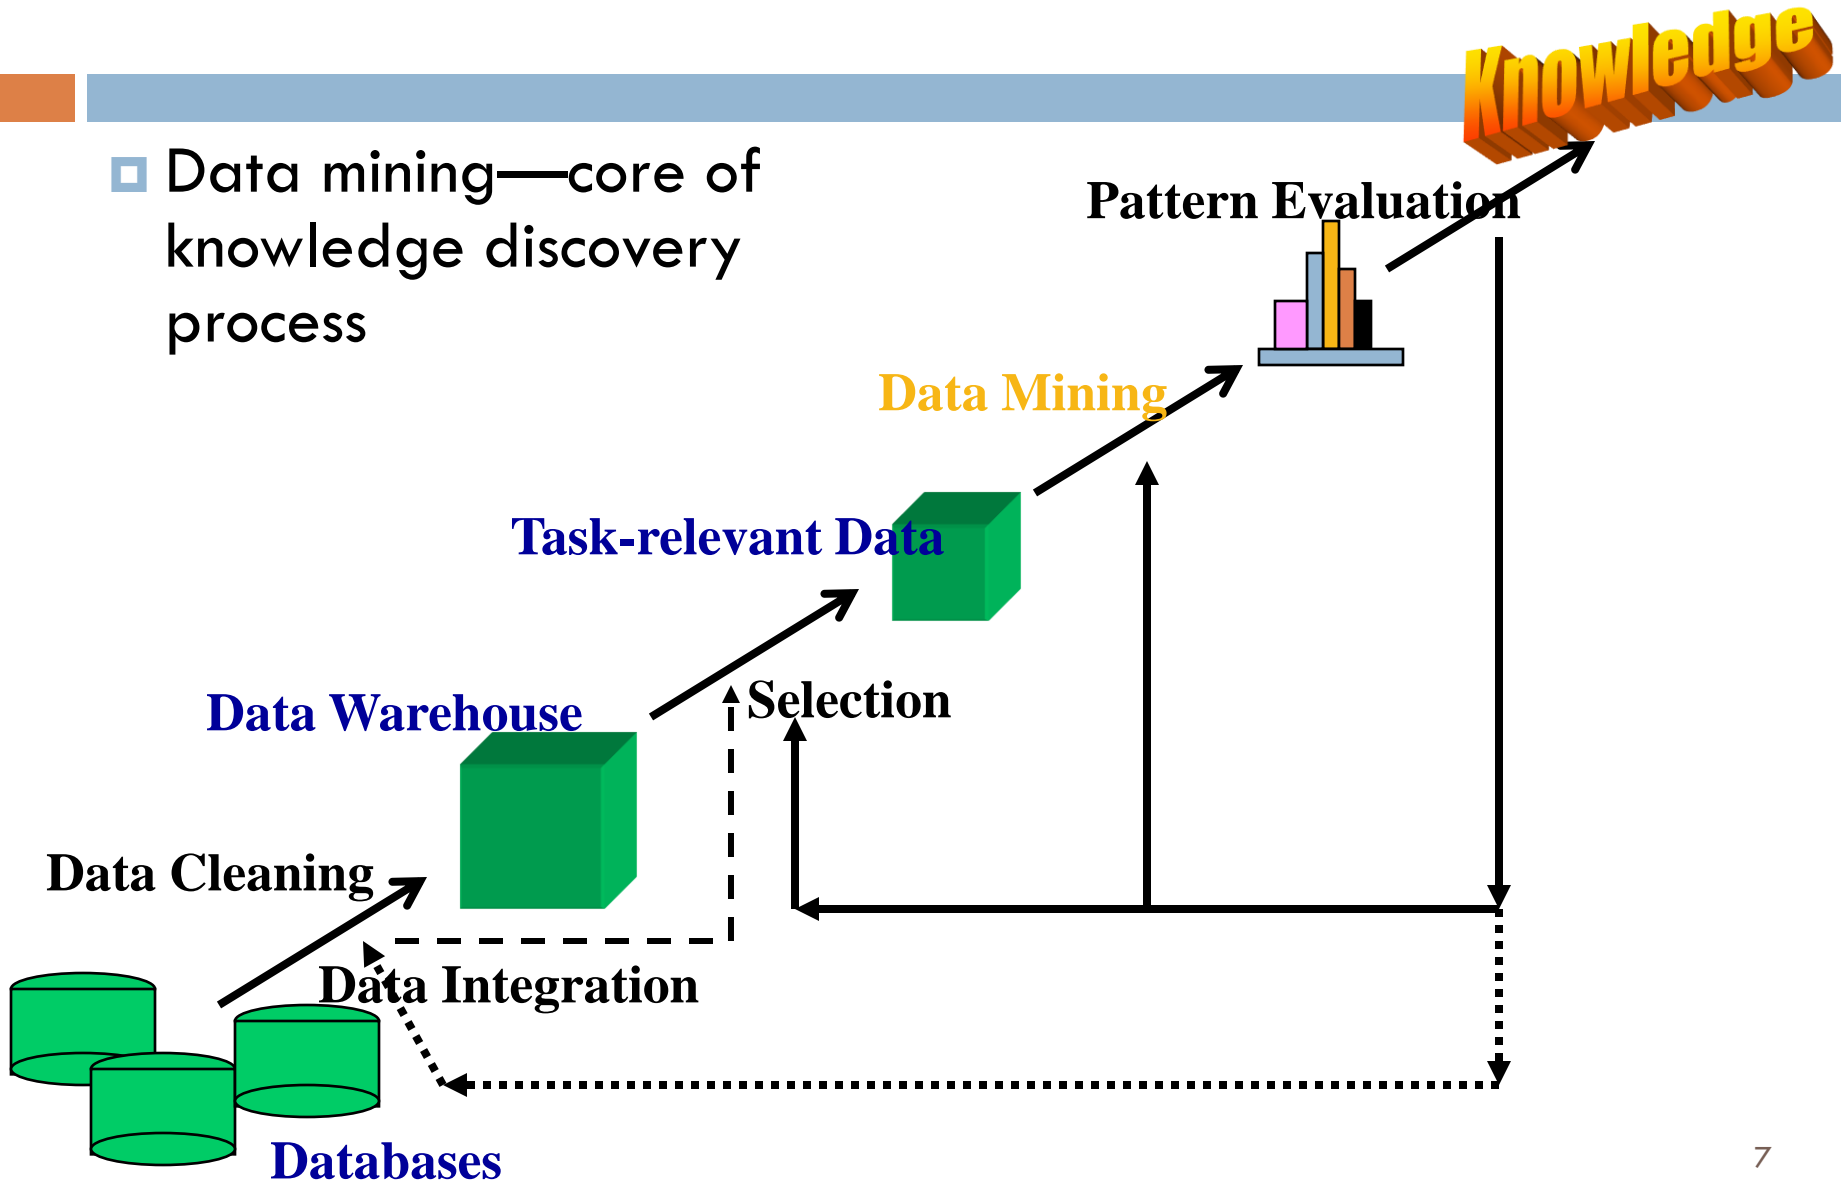 Knowledge
Data mining—core of
knowledge discovery
process
Pattern Evaluation
Data Mining
Task-relevant Data
Selection
Data Warehouse
Data Cleaning
Data Integration
Databases
7